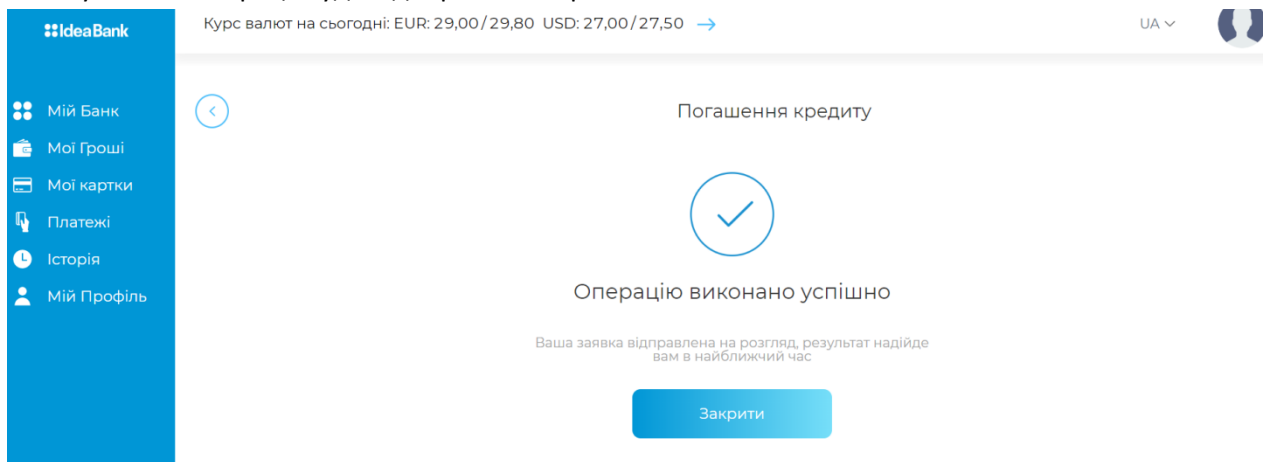 IdeaBank
Курс валют на сьогодні: EUR: 29,00/29,80 USD: 27,00/27,50 →
UA
Мій Банк
Мої Гроші
Мої картки
Платежі
Історія
Мій Профіль
Погашення кредиту
Операцію виконано успішно
Ваша заявка відправлена на розгляд, результат надійде
вам в найближчий час
Закрити